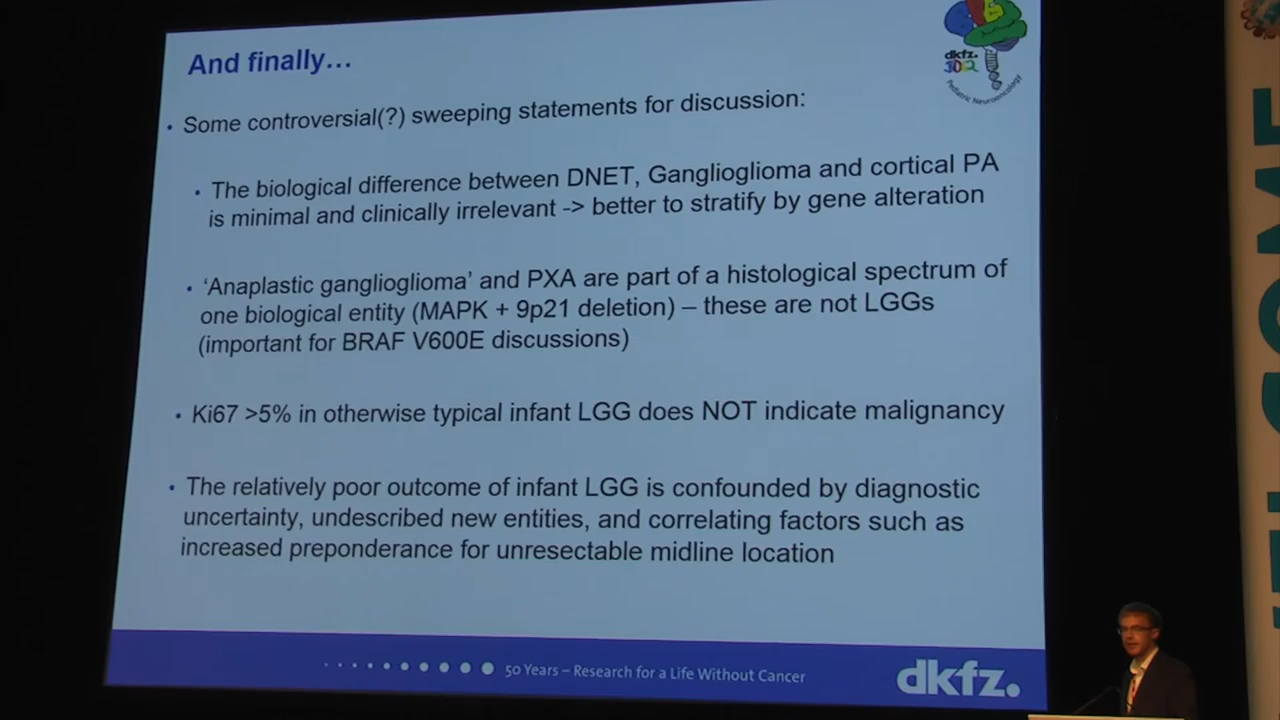 And finally...
dkfz.
Pediatric Neurooncology
• Some controversial(?) sweeping statements for discussion:
• The biological difference between DNET, Ganglioglioma and cortical PA
is minimal and clinically irrelevant -> better to stratify by gene alteration
• ‘Anaplastic ganglioglioma’ and PXA are part of a histological spectrum of
one biological entity (MAPK + 9p21 deletion) – these are not LGGs
(important for BRAF V600E discussions)
• Ki67 >5% in otherwise typical infant LGG does NOT indicate malignancy
• The relatively poor outcome of infant LGG is confounded by diagnostic
uncertainty, undescribed new entities, and correlating factors such as
increased preponderance for unresectable midline location
50 Years – Research for a Life Without Cancer
dkfz.